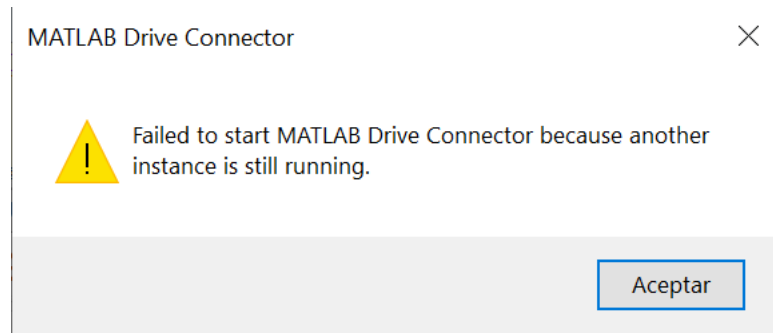 MATLAB Drive Connector
Failed to start MATLAB Drive Connector because another
instance is still running.
Aceptar